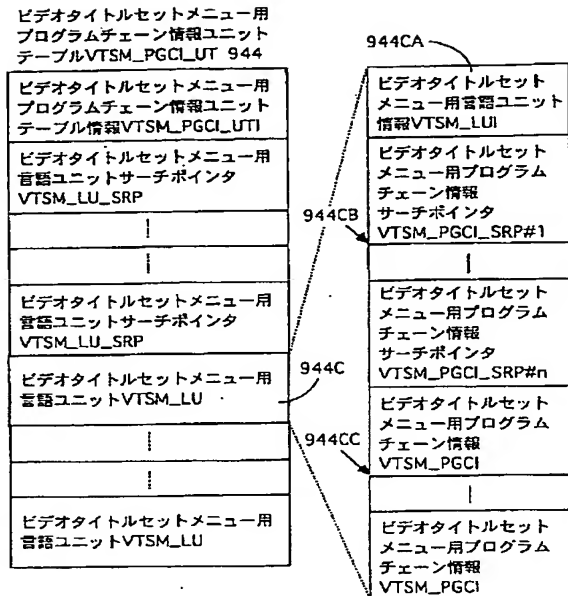 ビデオタイトルセットメニュー用
プログラムチェーン情報ユニット
テーブルVTSM_PGCI_UT 944
ビデオタイトルセットメニュー用
プログラムチェーン情報ユニット
テーブル情報VTSM_PGCI_UTI
ビデオタイトルセットメニュー用
言語ユニットサーチポインタ
VTSM_LU_SRP
ビデオタイトルセットメニュー用
言語ユニットサーチポインタ
VTSM_LU_SRP
ビデオタイトルセットメニュー用
言語ユニットVTSM_LU
ビデオタイトルセットメニュー用
言語ユニットVTSM_LU
944C
944CA
ビデオタイトルセット
メニュー用言語ユニット
情報VTSM_LUI
ビデオタイトルセット
メニュー用プログラム
チェーン情報
サーチポインタ
VTSM_PGCI_SRP#1
944CB
ビデオタイトルセット
メニュー用プログラム
チェーン情報
サーチポインタ
VTSM_PGCI_SRP#n
ビデオタイトルセット
メニュー用プログラム
チェーン情報
VTSM_PGCI
944CC
ビデオタイトルセット
メニュー用プログラム
チェーン情報
VTSM_PGCI